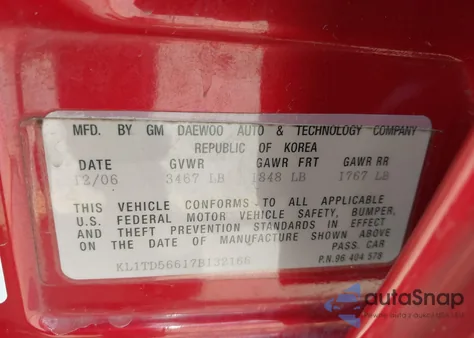 MFD. BY GM DAEWOO AUTO & TECHNOLOGY COMPANY
REPUBLIC OF KOREA
DATE GVWR GAWR FRT GAWR RR
12/06 3467 LB 1848 LB 1767 LB
THIS VEHICLE CONFORMS TO ALL APPLICABLE
U.S. FEDERAL MOTOR VEHICLE SAFETY, BUMPER,
AND THEFT PREVENTION STANDARDS IN EFFECT
ON THE DATE OF MANUFACTURE SHOWN ABOVE
PASS. CAR
KL1TD56617B132168 P.N. 96 404 578
autoSnap